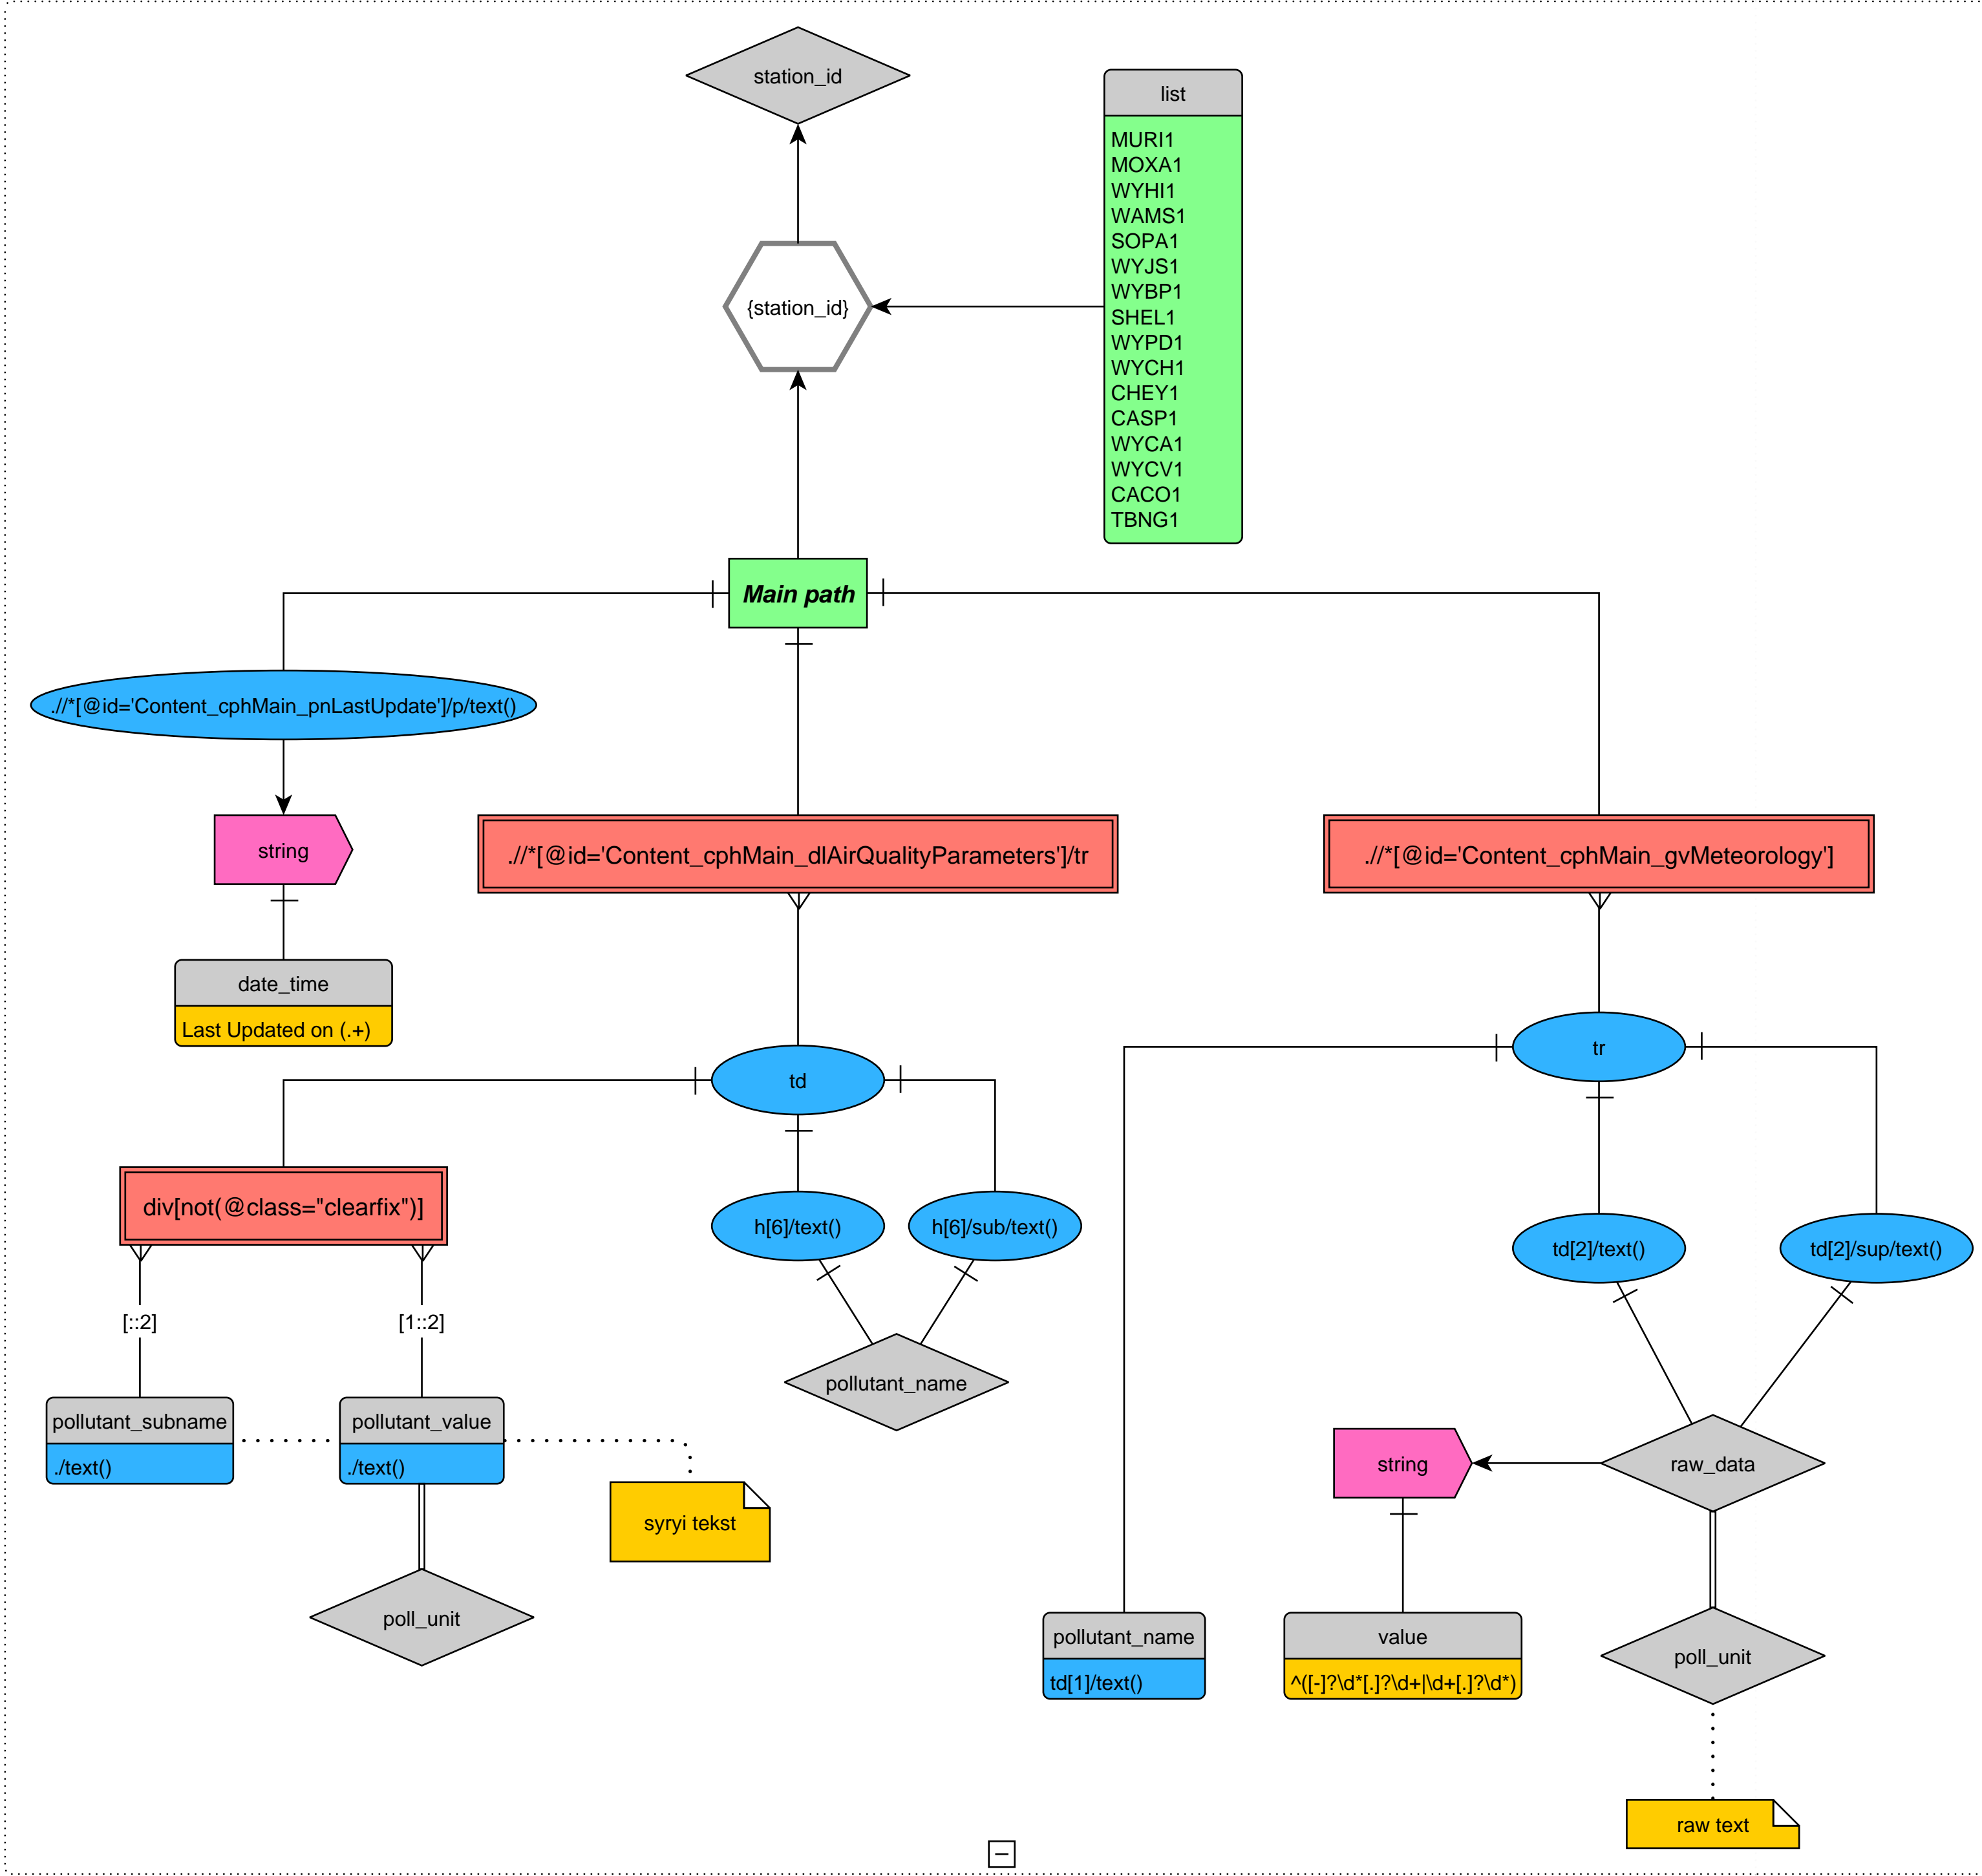 station_id
list
MURI1
MOXA1
WYHI1
WAMS1
SOPA1
WYJS1
WYBP1
SHEL1
WYPD1
WYCH1
CHEY1
CASP1
WYCA1
WYCV1
CACO1
TBNG1
{station_id}
Main path
.//*[@id='Content_cphMain_pnLastUpdate']/p/text()
string
.//*[@id='Content_cphMain_dlAirQualityParameters']/tr
.//*[@id='Content_cphMain_gvMeteorology']
date_time
Last Updated on (.+)
td
tr
div[not(@class="clearfix")]
h[6]/text()
h[6]/sub/text()
td[2]/text()
td[2]/sup/text()
[::2]
[1::2]
pollutant_name
pollutant_subname
./text()
pollutant_value
./text()
syryi tekst
string
raw_data
poll_unit
pollutant_name
td[1]/text()
value
^([-]?\d*[.]?\d+|\d+[.]?\d*)
poll_unit
raw text